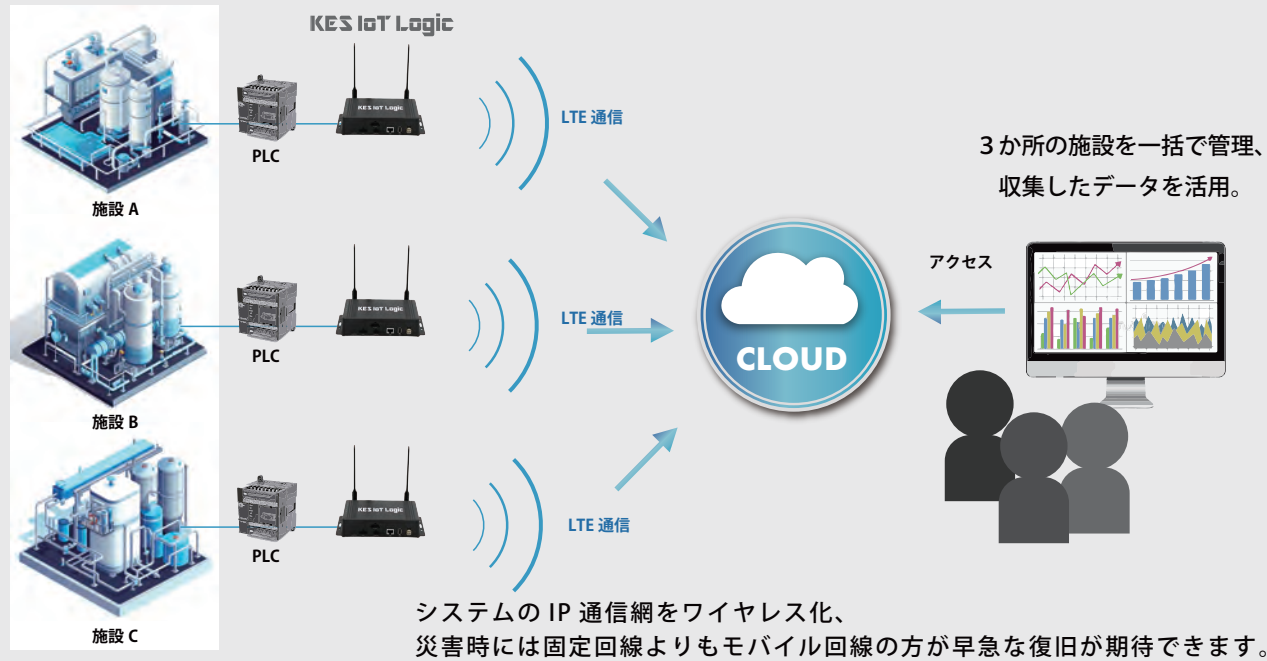 KES IoT Logic
KES IoT Logic
LTE 通信
PLC
施設 A
3 か所の施設を一括で管理、
収集したデータを活用。
KES IoT Logic
LTE 通信
PLC
施設 B
CLOUD
アクセス
KES IoT Logic
LTE 通信
PLC
施設 C
システムの IP 通信網をワイヤレス化、
災害時には固定回線よりもモバイル回線の方が早急な復旧が期待できます。